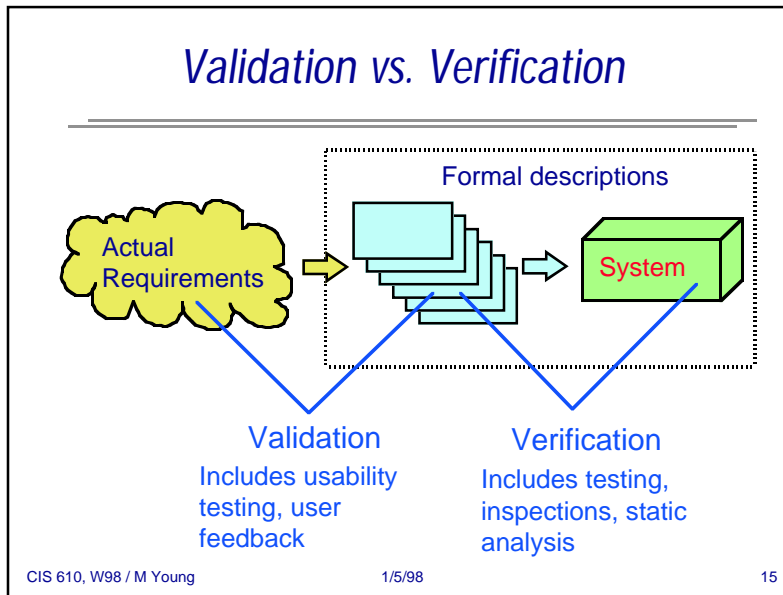 Validation vs. Verification
Formal descriptions
Actual
Requirements
System
Validation
Includes usability
testing, user
feedback
Verification
Includes testing,
inspections, static
analysis
CIS 610, W98 / M Young
1/5/98
15